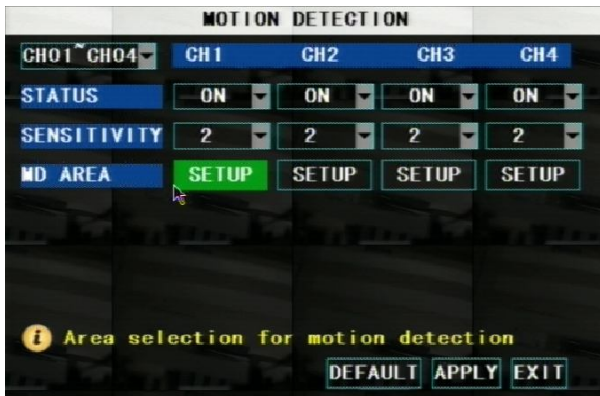 MOTION DETECTION
CH01~CH04 CH1 CH2 CH3 CH4
STATUS ON ON ON ON
SENSITIVITY 2 2 2 2
MD AREA SETUP SETUP SETUP SETUP
i Area selection for motion detection
DEFAULT APPLY EXIT